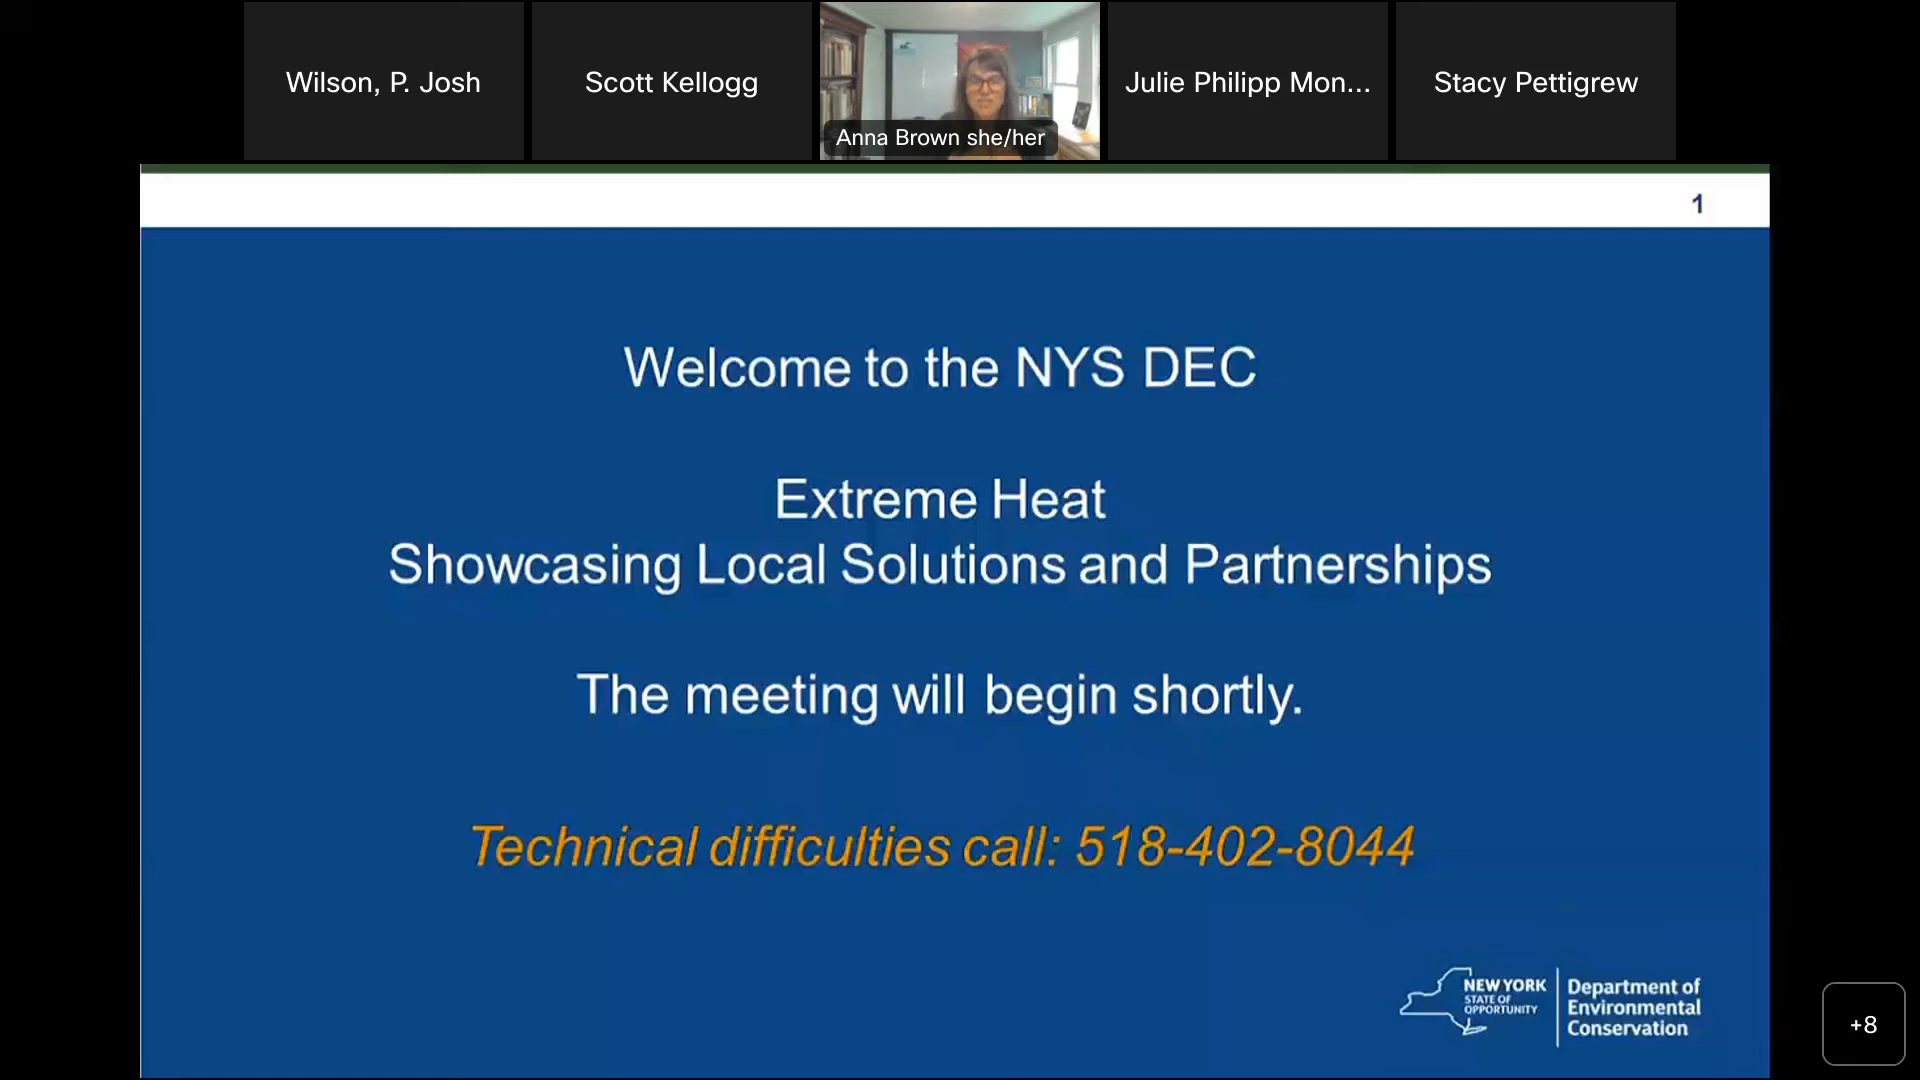 Wilson, P. Josh
Scott Kellogg
Anna Brown she/her
Julie Philipp Mon...
Stacy Pettigrew
1
Welcome to the NYS DEC
Extreme Heat
Showcasing Local Solutions and Partnerships
The meeting will begin shortly.
Technical difficulties call: 518-402-8044
NEW YORK
STATE OF
OPPORTUNITY
Department of
Environmental
Conservation
+8